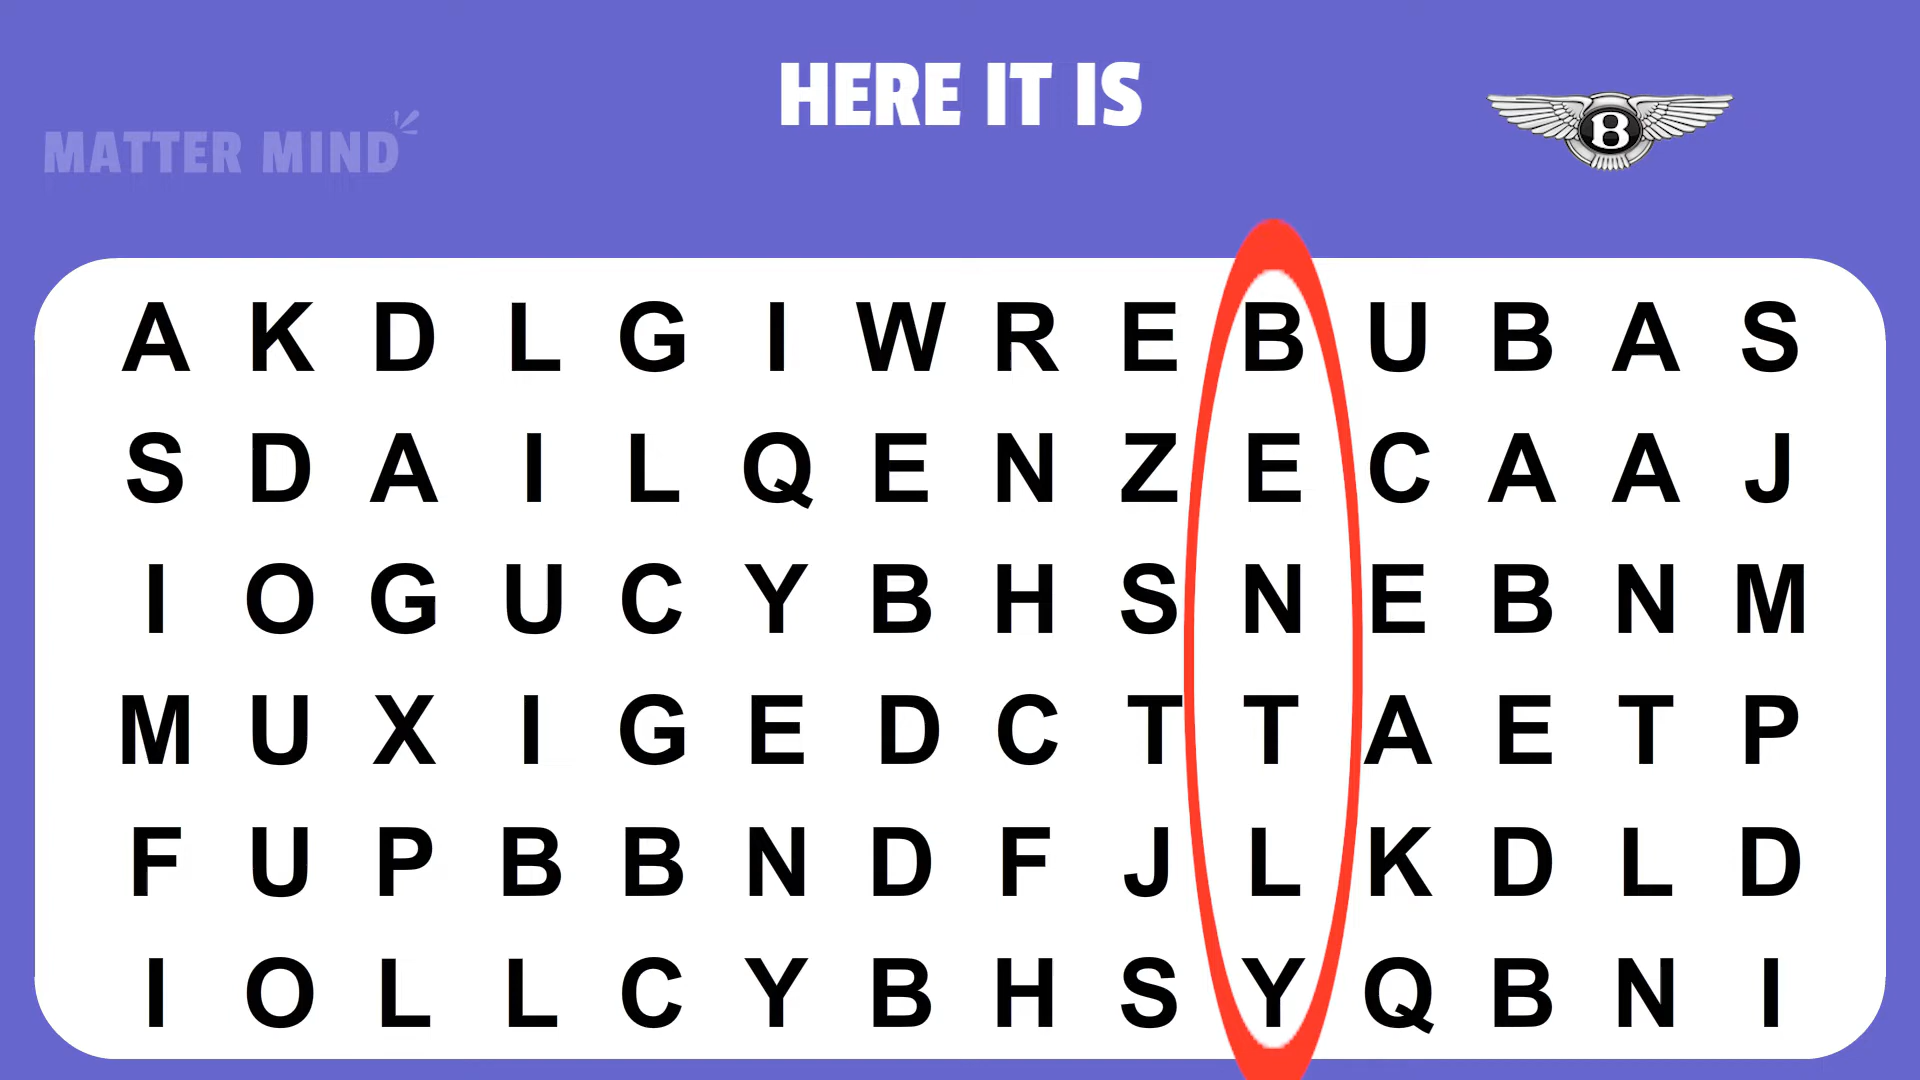 HERE IT IS
MATTER MIND
B
A K D L G I W R E B U B A S
S D A I L Q E N Z E C A A J
I O G U C Y B H S N E B N M
M U X I G E D C T T A E T P
F U P B B N D F J L K D L D
I O L L C Y B H S Y Q B N I